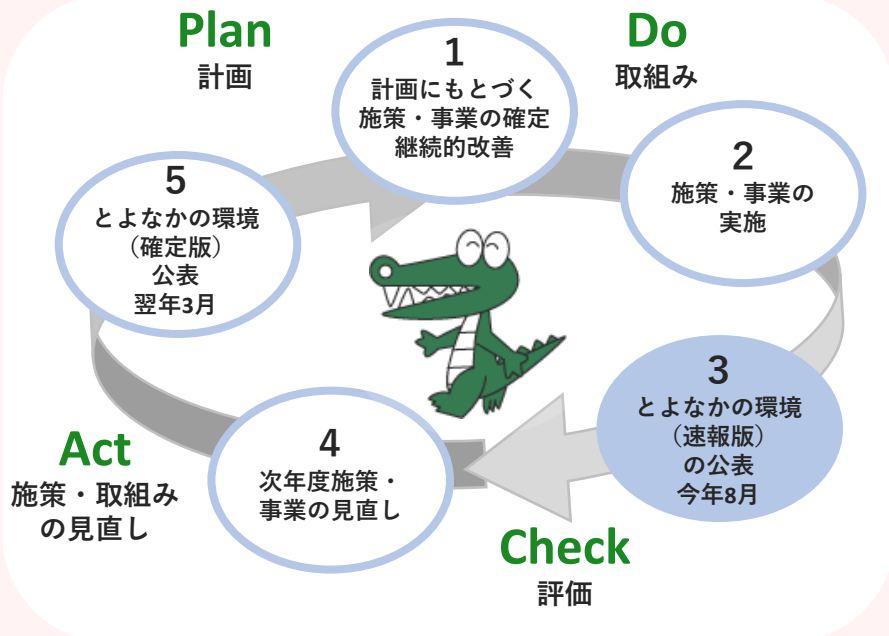 Plan
計画
Do
取組み
1
計画にもとづく
施策・事業の確定
継続的改善
2
施策・事業の
実施
3
とよなかの環境
（速報版）
の公表
今年8月
Check
評価
4
次年度施策・
事業の見直し
Act
施策・取組み
の見直し
5
とよなかの環境
（確定版）
公表
翌年3月